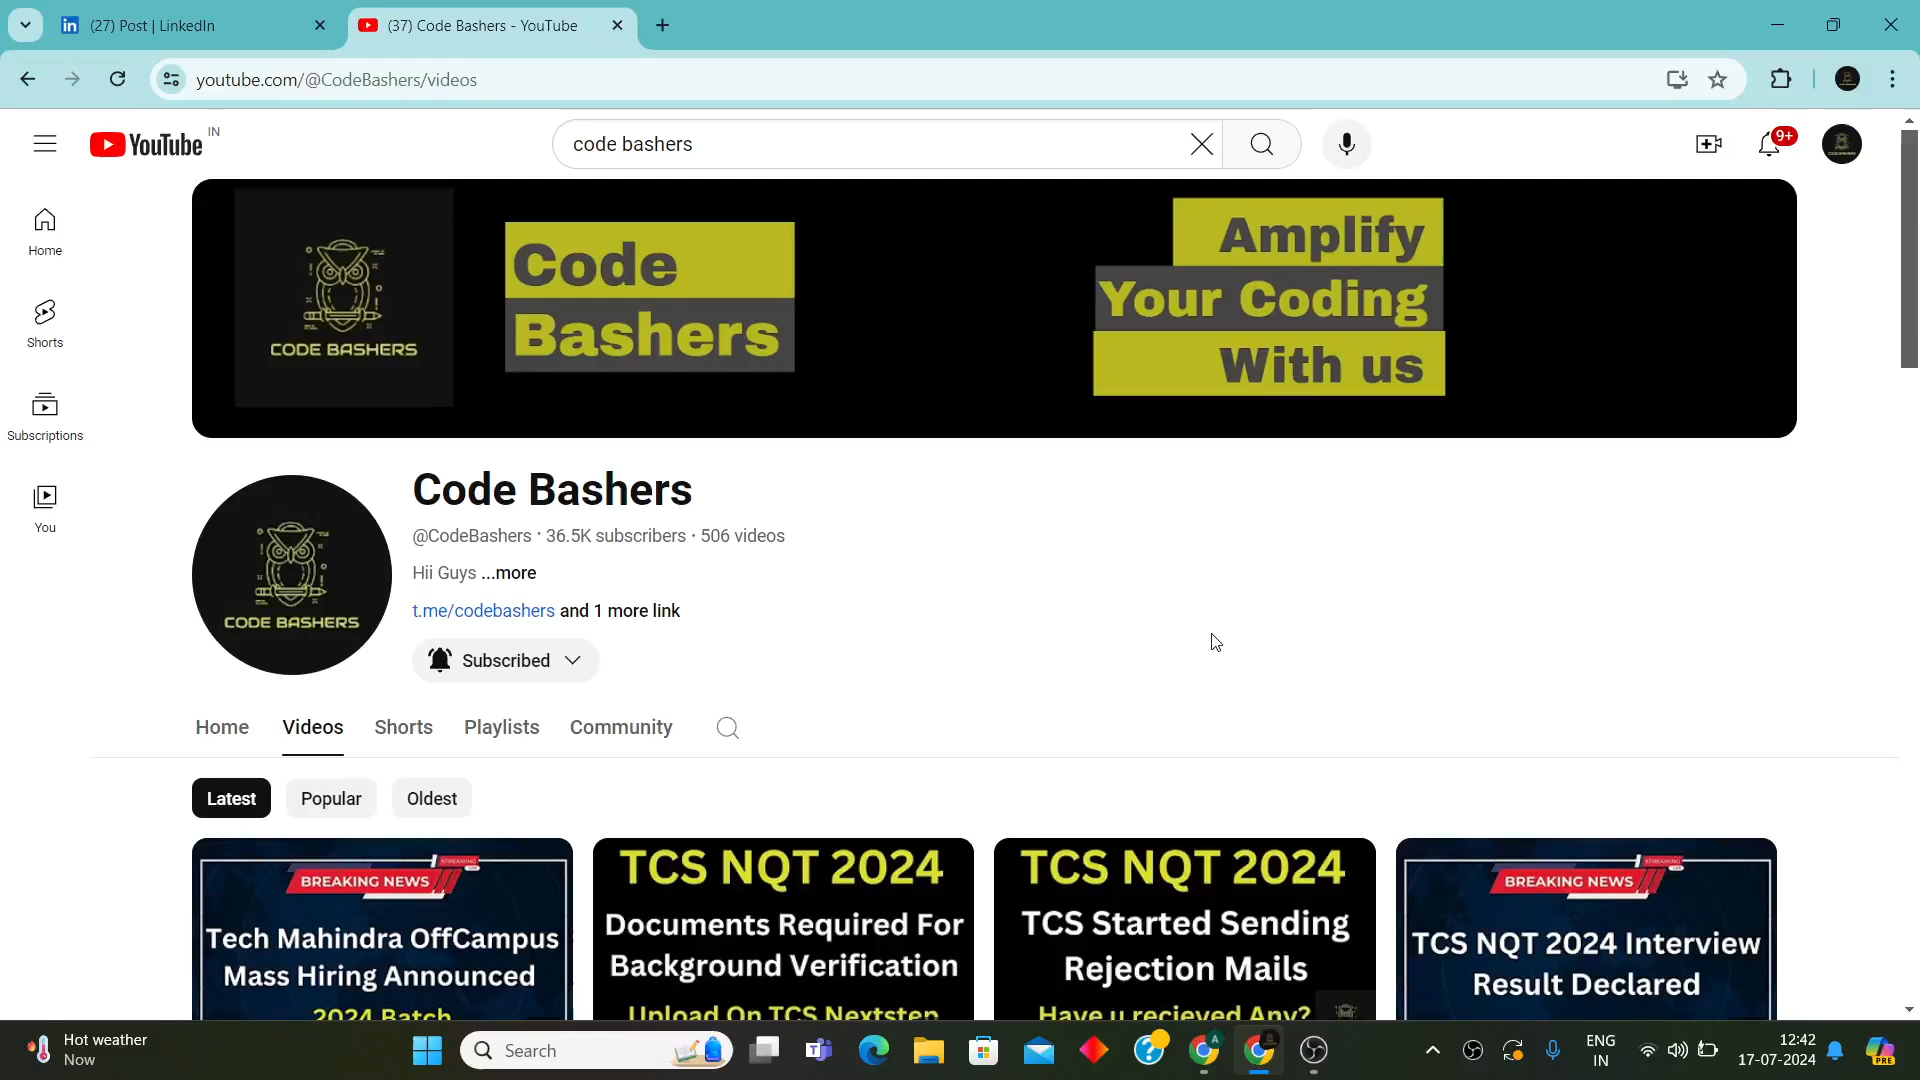 (27) Post | LinkedIn
(37) Code Bashers - YouTube
youtube.com/@CodeBashers/videos
YouTube IN
code bashers
9+
Home
Shorts
Subscriptions
You
CODE BASHERS
Code
Bashers
Amplify
Your Coding
With us
CODE BASHERS
Code Bashers
@CodeBashers · 36.5K subscribers · 506 videos
Hii Guys ...more
t.me/codebashers and 1 more link
Subscribed
Home Videos Shorts Playlists Community
Latest Popular Oldest
BREAKING NEWS
Tech Mahindra OffCampus
Mass Hiring Announced
2024 Batch
TCS NQT 2024
Documents Required For
Background Verification
Upload On TCS Nextstep
TCS NQT 2024
TCS Started Sending
Rejection Mails
Have u recieved Any?
BREAKING NEWS
TCS NQT 2024 Interview
Result Declared
Hot weather
Now
Search
ENG
IN
12:42
17-07-2024
PRE